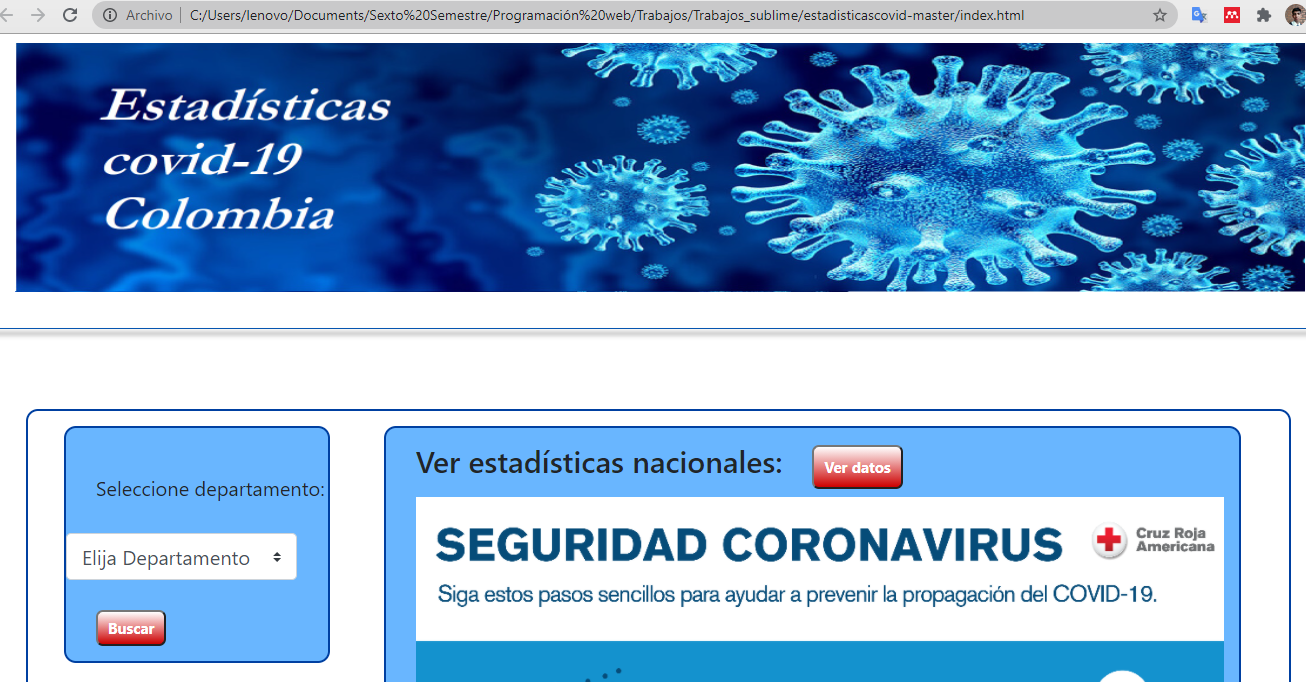 Archivo
C:/Users/lenovo/Documents/Sexto%20Semestre/Programación%20web/Trabajos/Trabajos_sublime/estadisticascovid-master/index.html
Estadísticas
covid-19
Colombia
Seleccione departamento:
Elija Departamento
Buscar
Ver estadísticas nacionales:
Ver datos
SEGURIDAD CORONAVIRUS
Cruz Roja
Americana
Siga estos pasos sencillos para ayudar a prevenir la propagación del COVID-19.